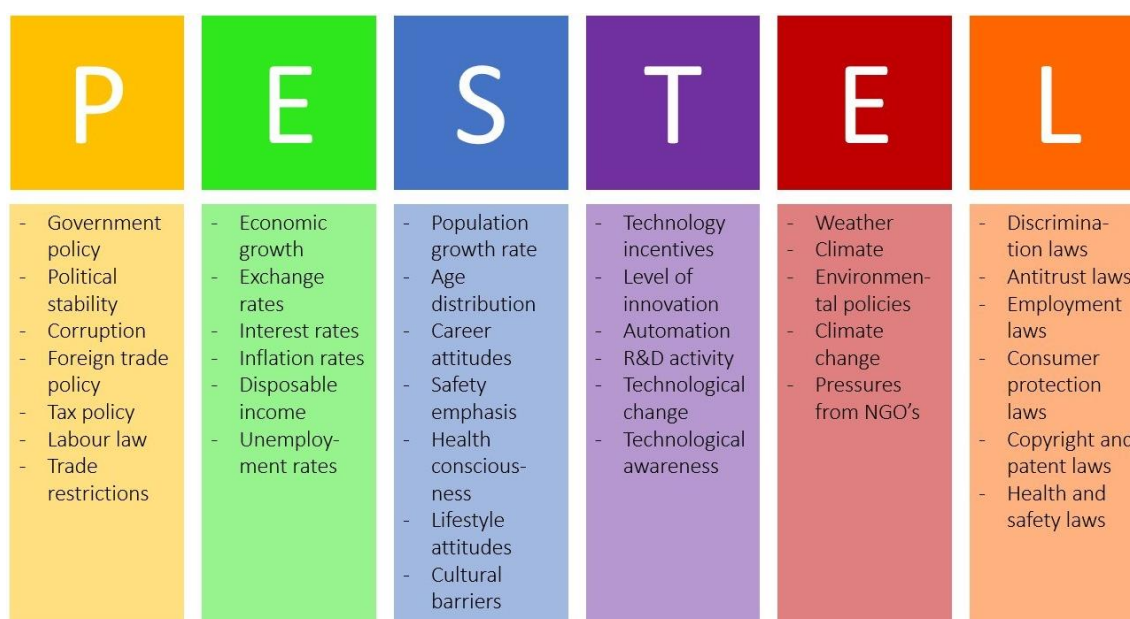 P
E
S
T
E
L
- Government
policy
- Political
stability
- Corruption
- Foreign trade
policy
- Tax policy
- Labour law
- Trade
restrictions
- Economic
growth
- Exchange
rates
- Interest rates
- Inflation rates
- Disposable
income
- Unemploy-
ment rates
- Population
growth rate
- Age
distribution
- Career
attitudes
- Safety
emphasis
- Health
conscious-
ness
- Lifestyle
attitudes
- Cultural
barriers
- Technology
incentives
- Level of
innovation
- Automation
- R&D activity
- Technological
change
- Technological
awareness
- Weather
- Climate
- Environmen-
tal policies
- Climate
change
- Pressures
from NGO's
- Discrimina-
tion laws
- Antitrust laws
- Employment
laws
- Consumer
protection
laws
- Copyright and
patent laws
- Health and
safety laws